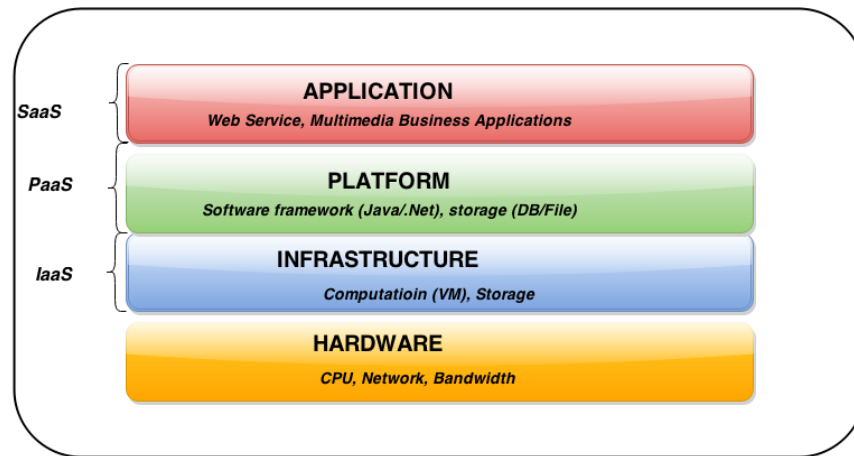 SaaS
APPLICATION
Web Service, Multimedia Business Applications
PaaS
PLATFORM
Software framework (Java/.Net), storage (DB/File)
IaaS
INFRASTRUCTURE
Computatioin (VM), Storage
HARDWARE
CPU, Network, Bandwidth